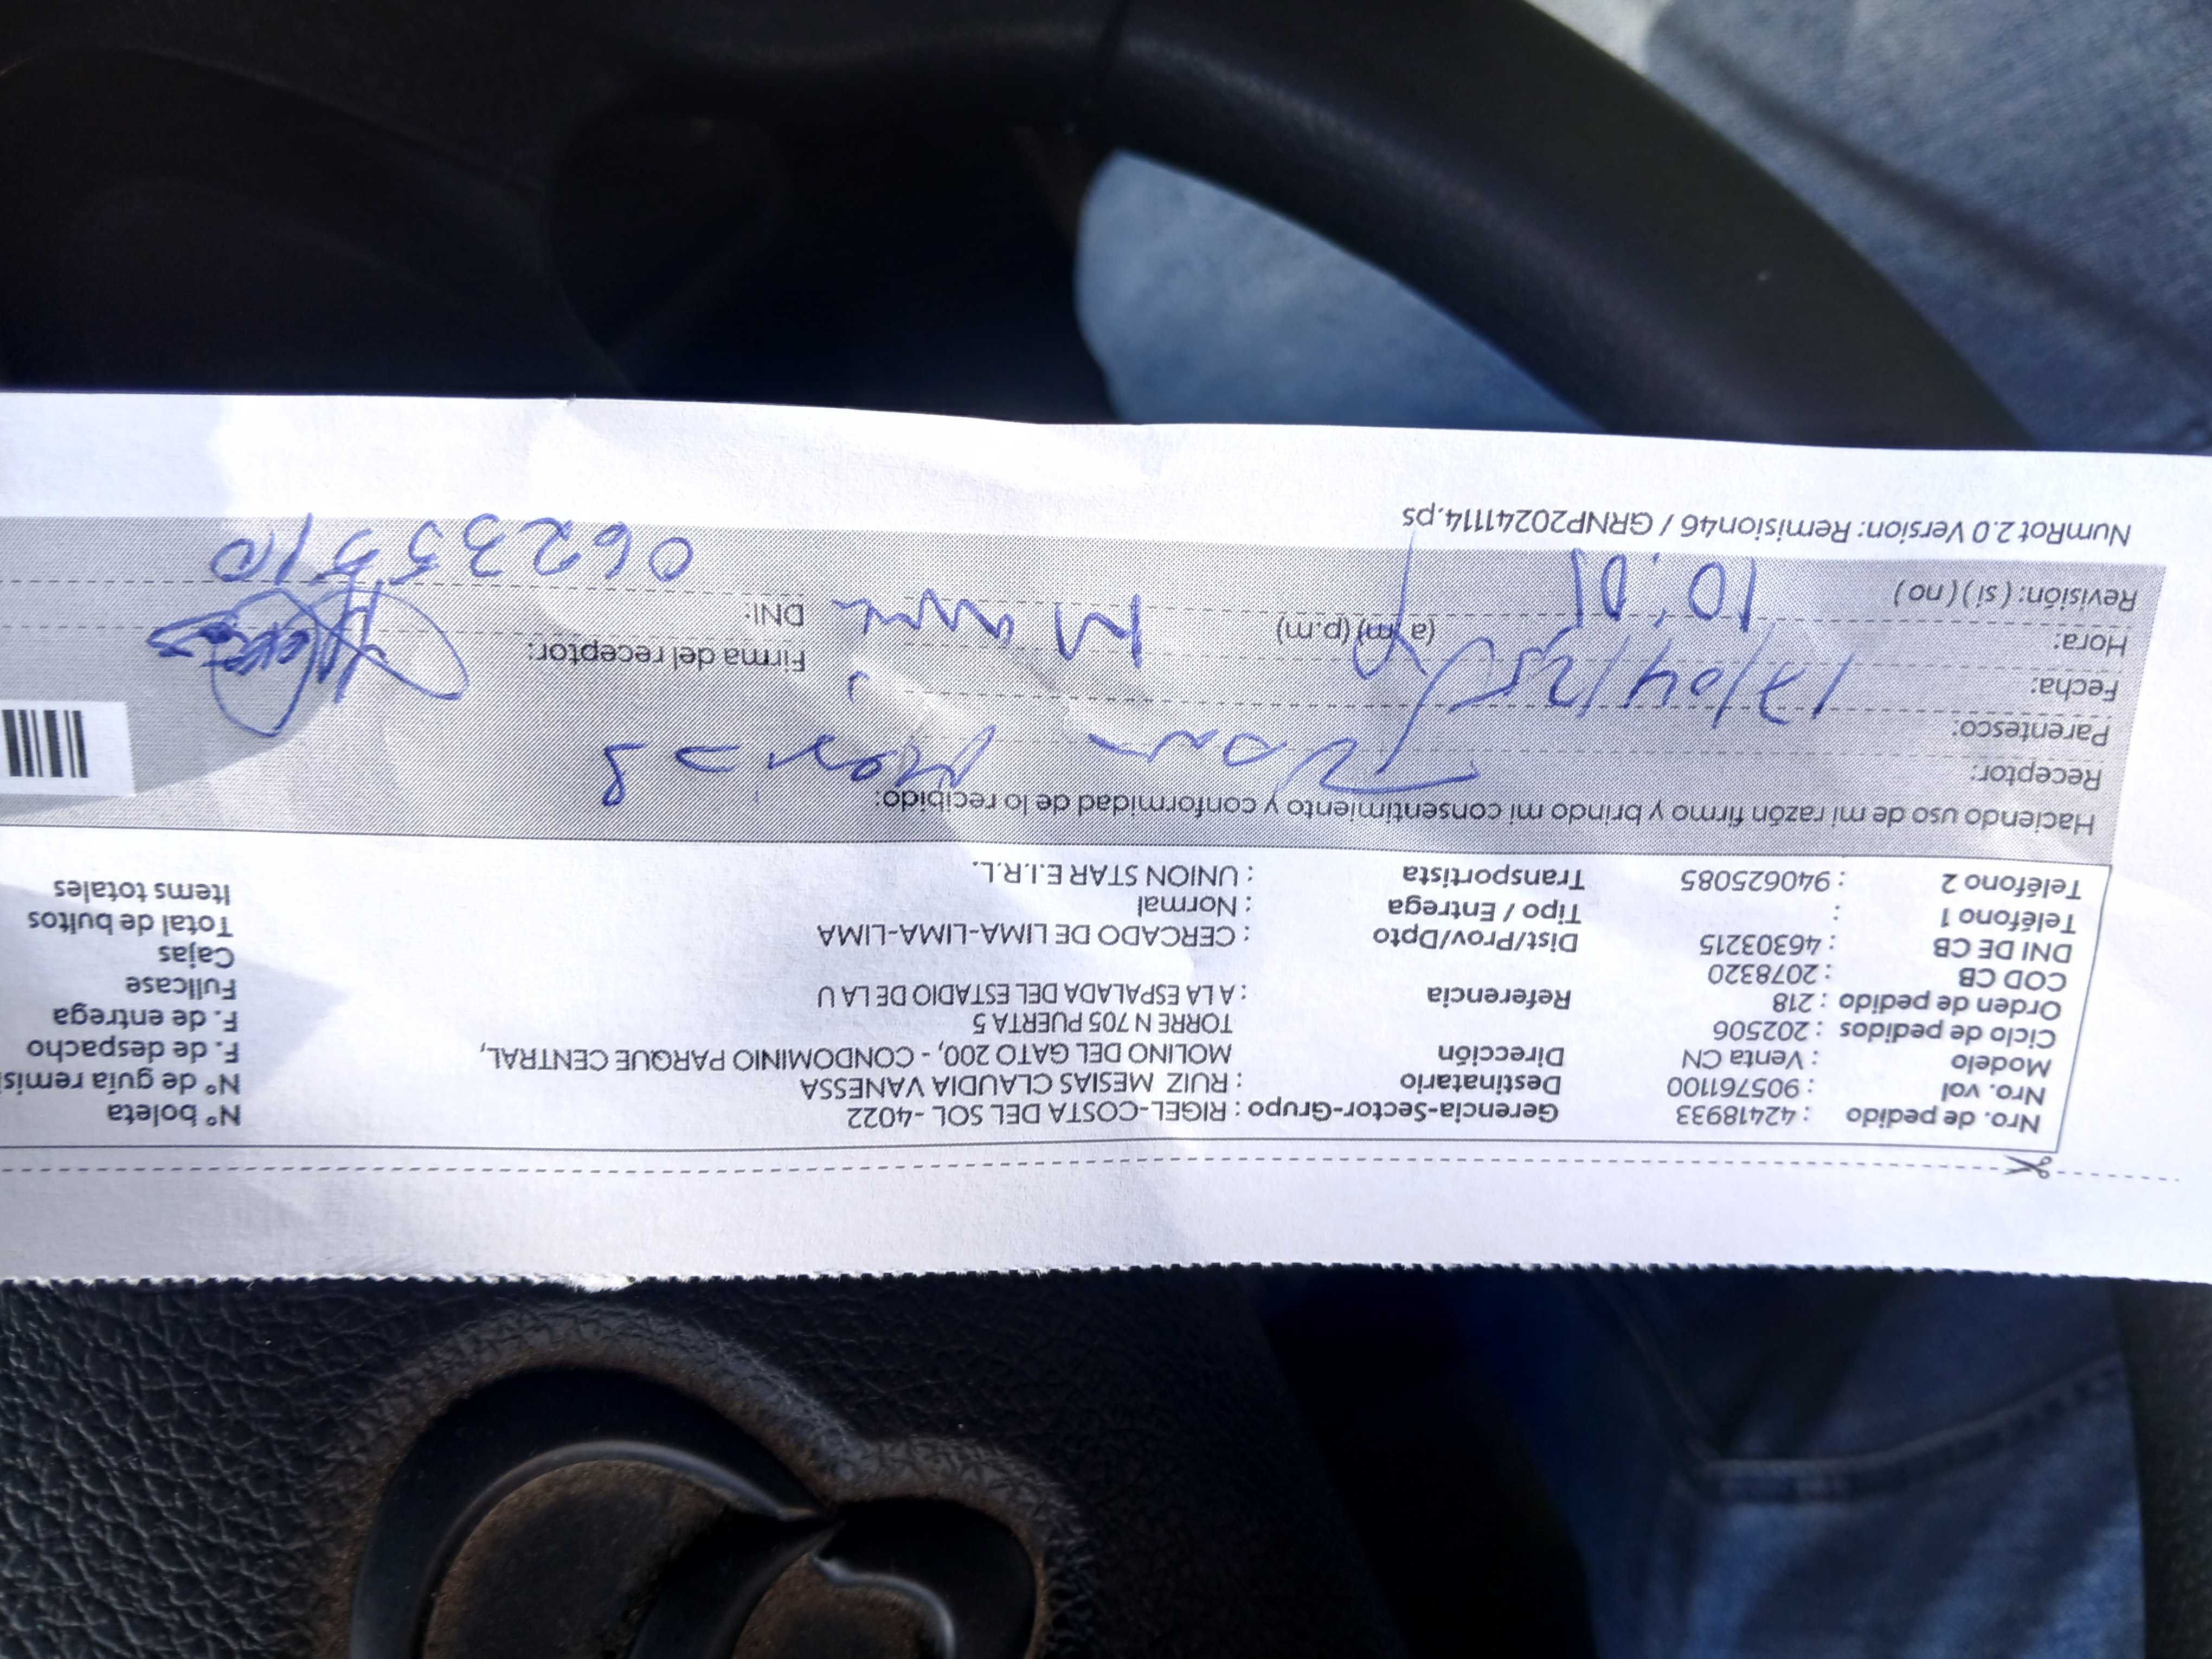 Nro. de pedido : 42418933 Gerencia-Sector-Grupo : RIGEL-COSTA DEL SOL -4022 N° boleta
Nro. vol : 905761100 Destinatario : RUIZ MESIAS CLAUDIA VANESSA N° de guía remis
Modelo : Venta CN Dirección MOLINO DEL GATO 200, - CONDOMINIO PARQUE CENTRAL, F. de despacho
Ciclo de pedidos : 202506 TORRE N 705 PUERTA 5 F. de entrega
Orden de pedido : 218 Referencia : A LA ESPALADA DEL ESTADIO DE LA U Fullcase
COD CB : 2078320 Cajas
DNI DE CB : 46303215 Dist/Prov/Dpto : CERCADO DE LIMA-LIMA-LIMA Total de bultos
Teléfono 1 : Tipo / Entrega : Normal Items totales
Teléfono 2 : 940625085 Transportista : UNION STAR E.I.R.L.
Haciendo uso de mi razón firmo y brindo mi consentimiento y conformidad de lo recibido:
Receptor:
Parentesco:
Fecha: 17/04/25 Firma del receptor:
Hora: 10:01 (a.m) (p.m) DNI: 06235510
Revisión: ( si ) ( no )
NumRot 2.0 Version: Remision46 / GRNP20241114.ps